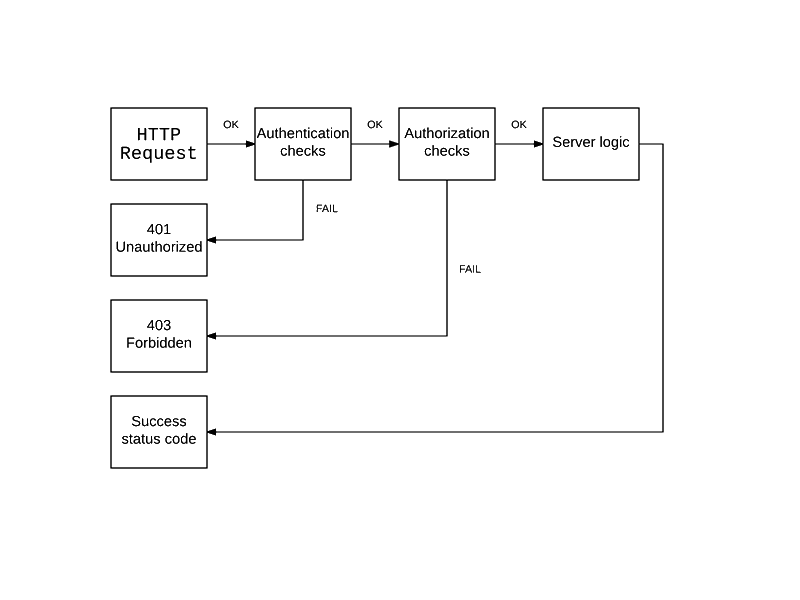 HTTP
Request
OK
Authentication
checks
OK
Authorization
checks
OK
Server logic
FAIL
401
Unauthorized
FAIL
403
Forbidden
Success
status code